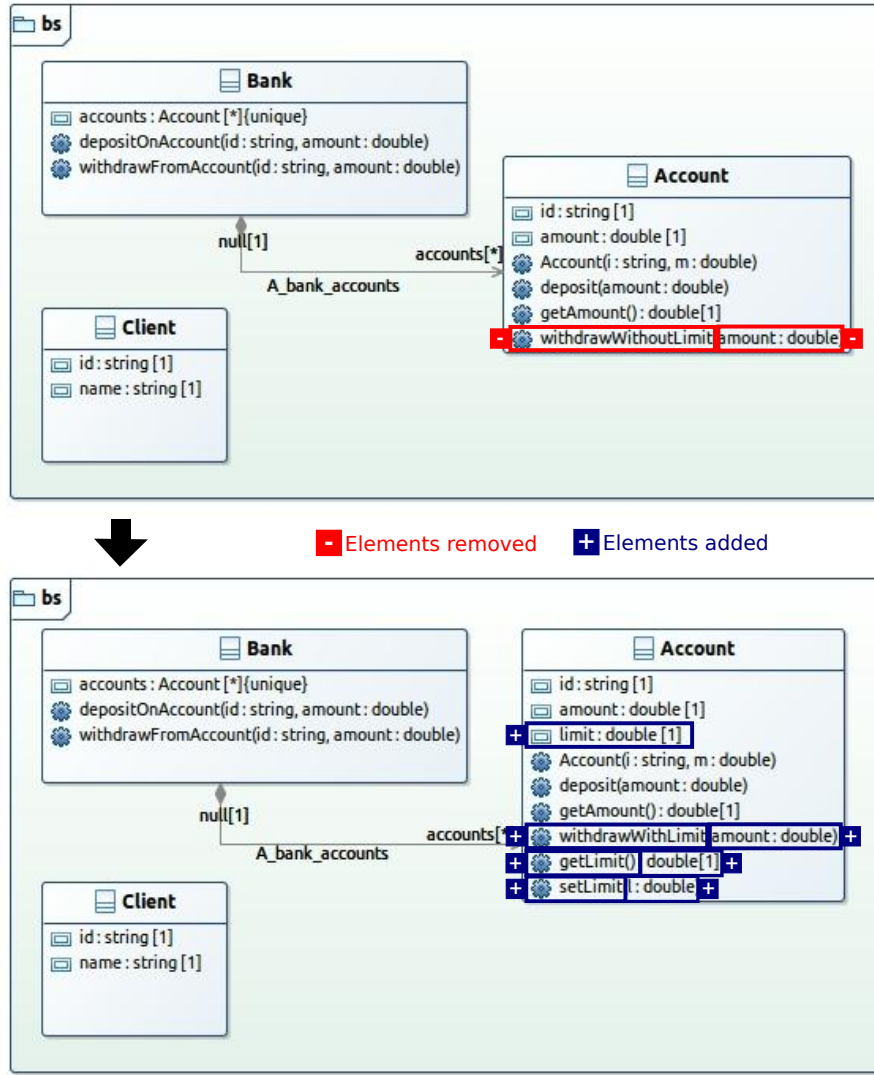 bs
Bank
accounts : Account [*]{unique}
depositOnAccount(id : string, amount : double)
withdrawFromAccount(id : string, amount : double)
Account
id : string [1]
amount : double [1]
Account(i : string, m : double)
deposit(amount : double)
getAmount() : double[1]
- withdrawWithoutLimit amount : double) -
null[1]
accounts[*]
A_bank_accounts
Client
id : string [1]
name : string [1]
- Elements removed + Elements added
bs
Bank
accounts : Account [*]{unique}
depositOnAccount(id : string, amount : double)
withdrawFromAccount(id : string, amount : double)
Account
id : string [1]
amount : double [1]
+ limit : double [1]
Account(i : string, m : double)
deposit(amount : double)
getAmount() : double[1]
+ withdrawWithLimit amount : double) +
+ getLimit() double[1] +
+ setLimit l : double +
null[1]
accounts[*
A_bank_accounts
Client
id : string [1]
name : string [1]